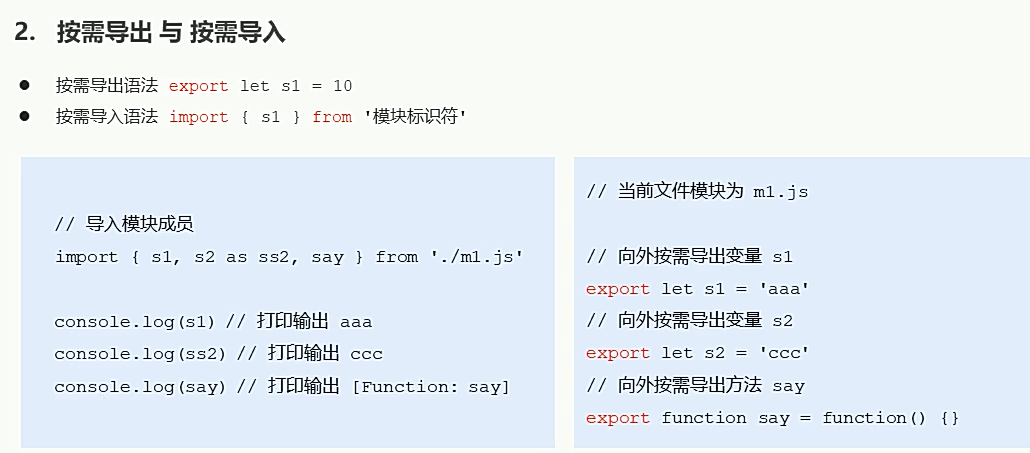 2. 按需导出 与 按需导入
● 按需导出语法 export let s1 = 10
● 按需导入语法 import { s1 } from '模块标识符'
// 导入模块成员
import { s1, s2 as ss2, say } from './m1.js'
console.log(s1) // 打印输出 aaa
console.log(ss2) // 打印输出 ccc
console.log(say) // 打印输出 [Function: say]
// 当前文件模块为 m1.js
// 向外按需导出变量 s1
export let s1 = 'aaa'
// 向外按需导出变量 s2
export let s2 = 'ccc'
// 向外按需导出方法 say
export function say = function() {}